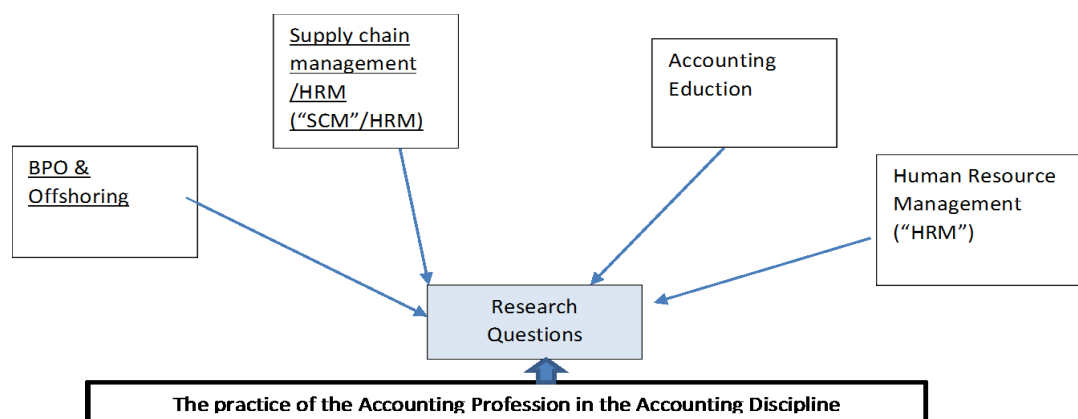 Supply chain
management
/HRM
(“SCM”/HRM)
Accounting
Eduction
BPO &
Offshoring
Human Resource
Management
(“HRM”)
Research
Questions
The practice of the Accounting Profession in the Accounting Discipline